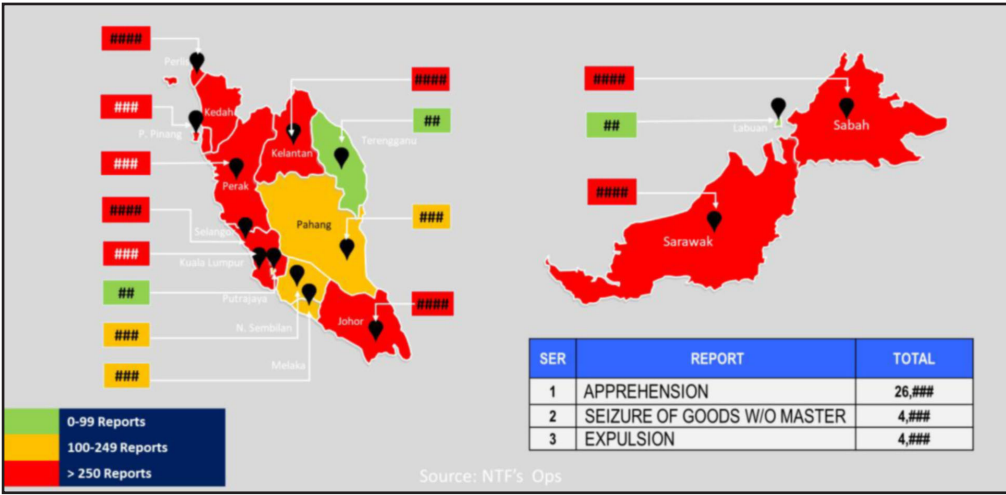 ####
Perlis
###
Kedah
P. Pinang
###
Perak
####
Selangor
###
Kuala Lumpur
##
Putrajaya
###
N. Sembilan
###
Melaka
####
Kelantan
##
Terengganu
###
Pahang
####
Johor
####
Sabah
##
Labuan
####
Sarawak
SER REPORT TOTAL
1 APPREHENSION 26,###
2 SEIZURE OF GOODS W/O MASTER 4,###
3 EXPULSION 4,###
0-99 Reports
100-249 Reports
> 250 Reports
Source: NTF's Ops